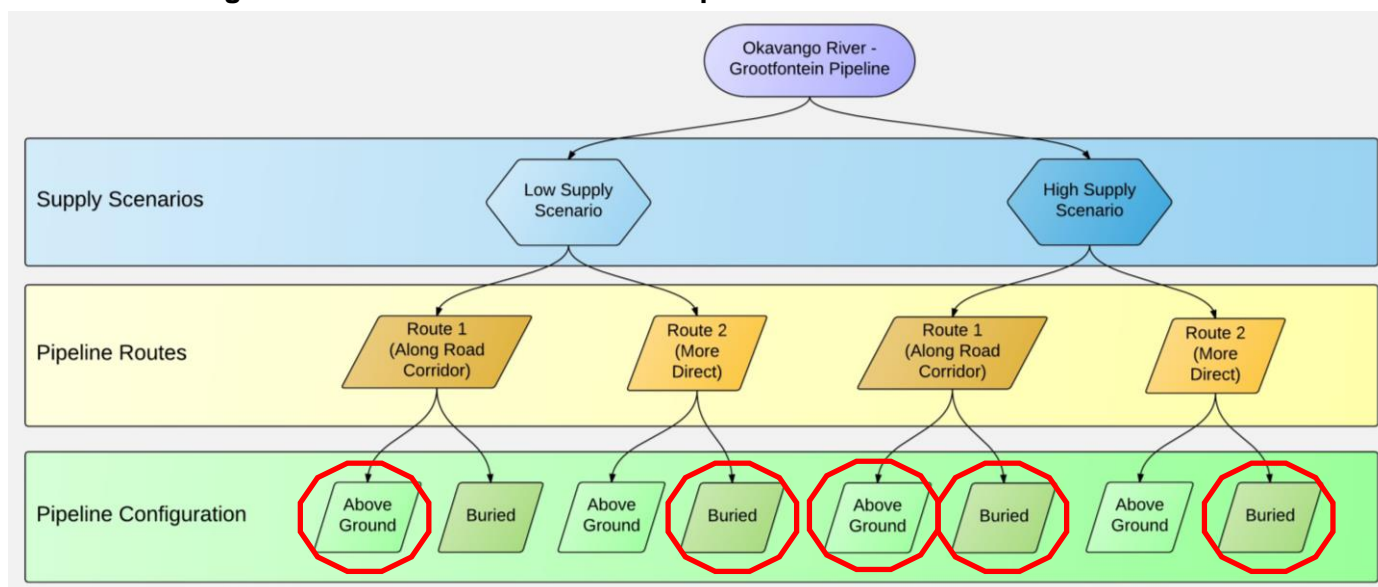 Okavango River -
Grootfontein Pipeline
Supply Scenarios
Low Supply
Scenario
High Supply
Scenario
Pipeline Routes
Route 1
(Along Road
Corridor)
Route 2
(More
Direct)
Route 1
(Along Road
Corridor)
Route 2
(More
Direct)
Pipeline Configuration
Above
Ground
Buried
Above
Ground
Buried
Above
Ground
Buried
Above
Ground
Buried